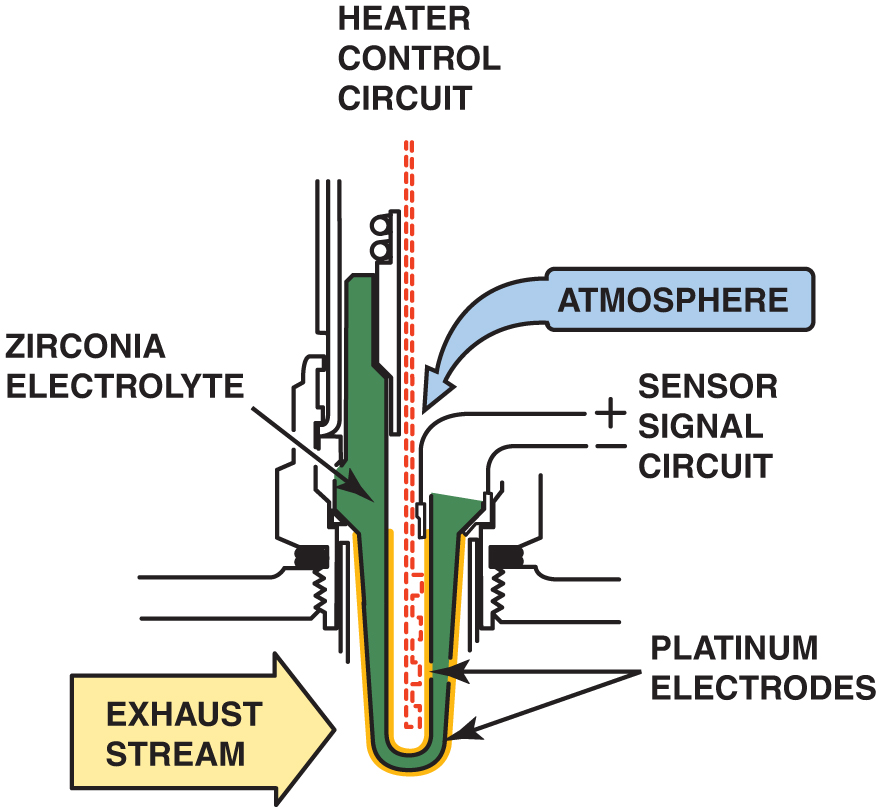 HEATER
CONTROL
CIRCUIT
ATMOSPHERE
ZIRCONIA
ELECTROLYTE
+
−
SENSOR
SIGNAL
CIRCUIT
PLATINUM
ELECTRODES
EXHAUST
STREAM